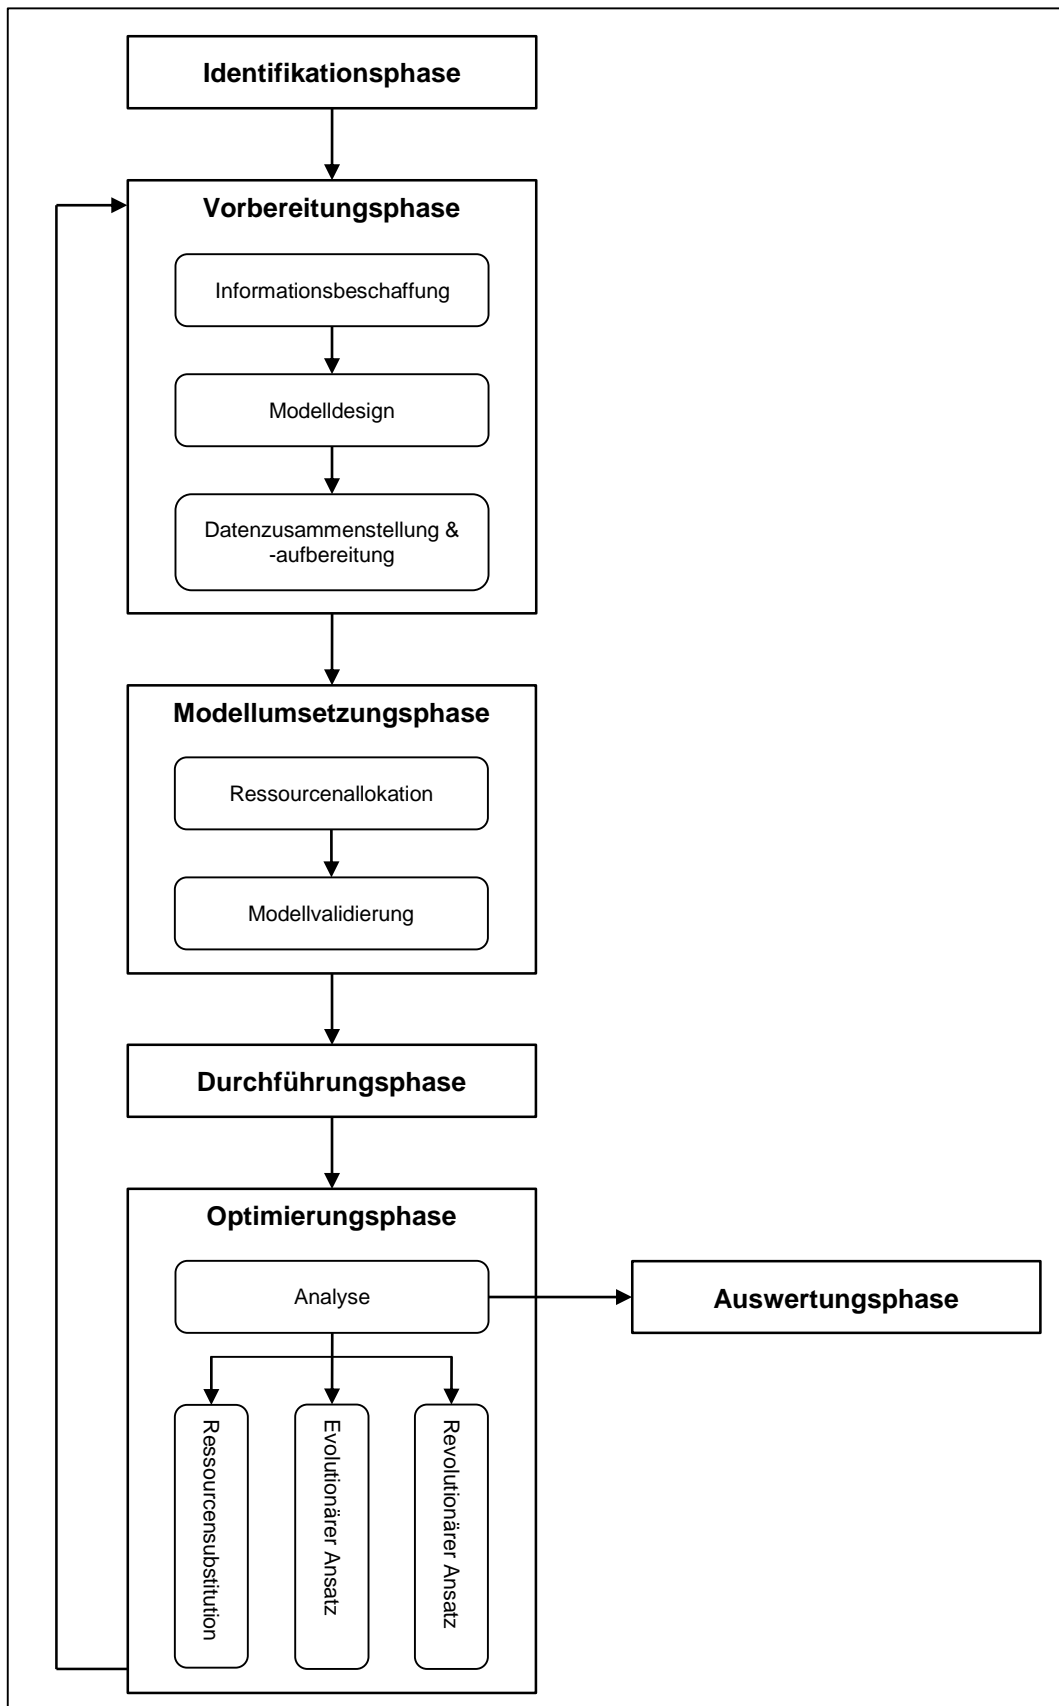 Identifikationsphase
Vorbereitungsphase
Informationsbeschaffung
Modelldesign
Datenzusammenstellung &
-aufbereitung
Modellumsetzungsphase
Ressourcenallokation
Modellvalidierung
Durchführungsphase
Optimierungsphase
Analyse
Auswertungsphase
Ressourcensubstitution
Evolutionärer Ansatz
Revolutionärer Ansatz